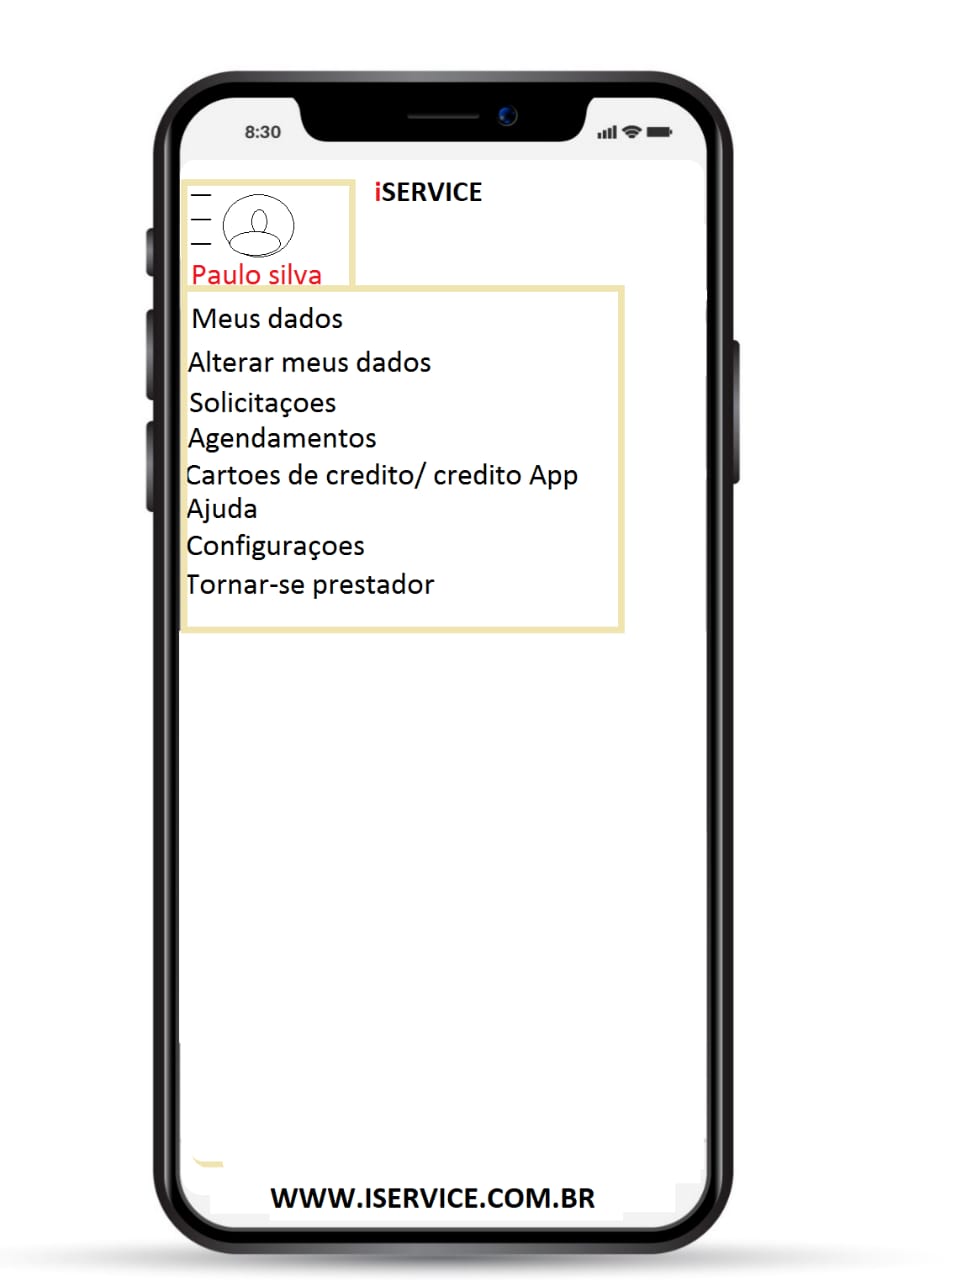 8:30
iSERVICE
Paulo silva
Meus dados
Alterar meus dados
Solicitaçoes
Agendamentos
Cartoes de credito/ credito App
Ajuda
Configuraçoes
Tornar-se prestador
WWW.ISERVICE.COM.BR